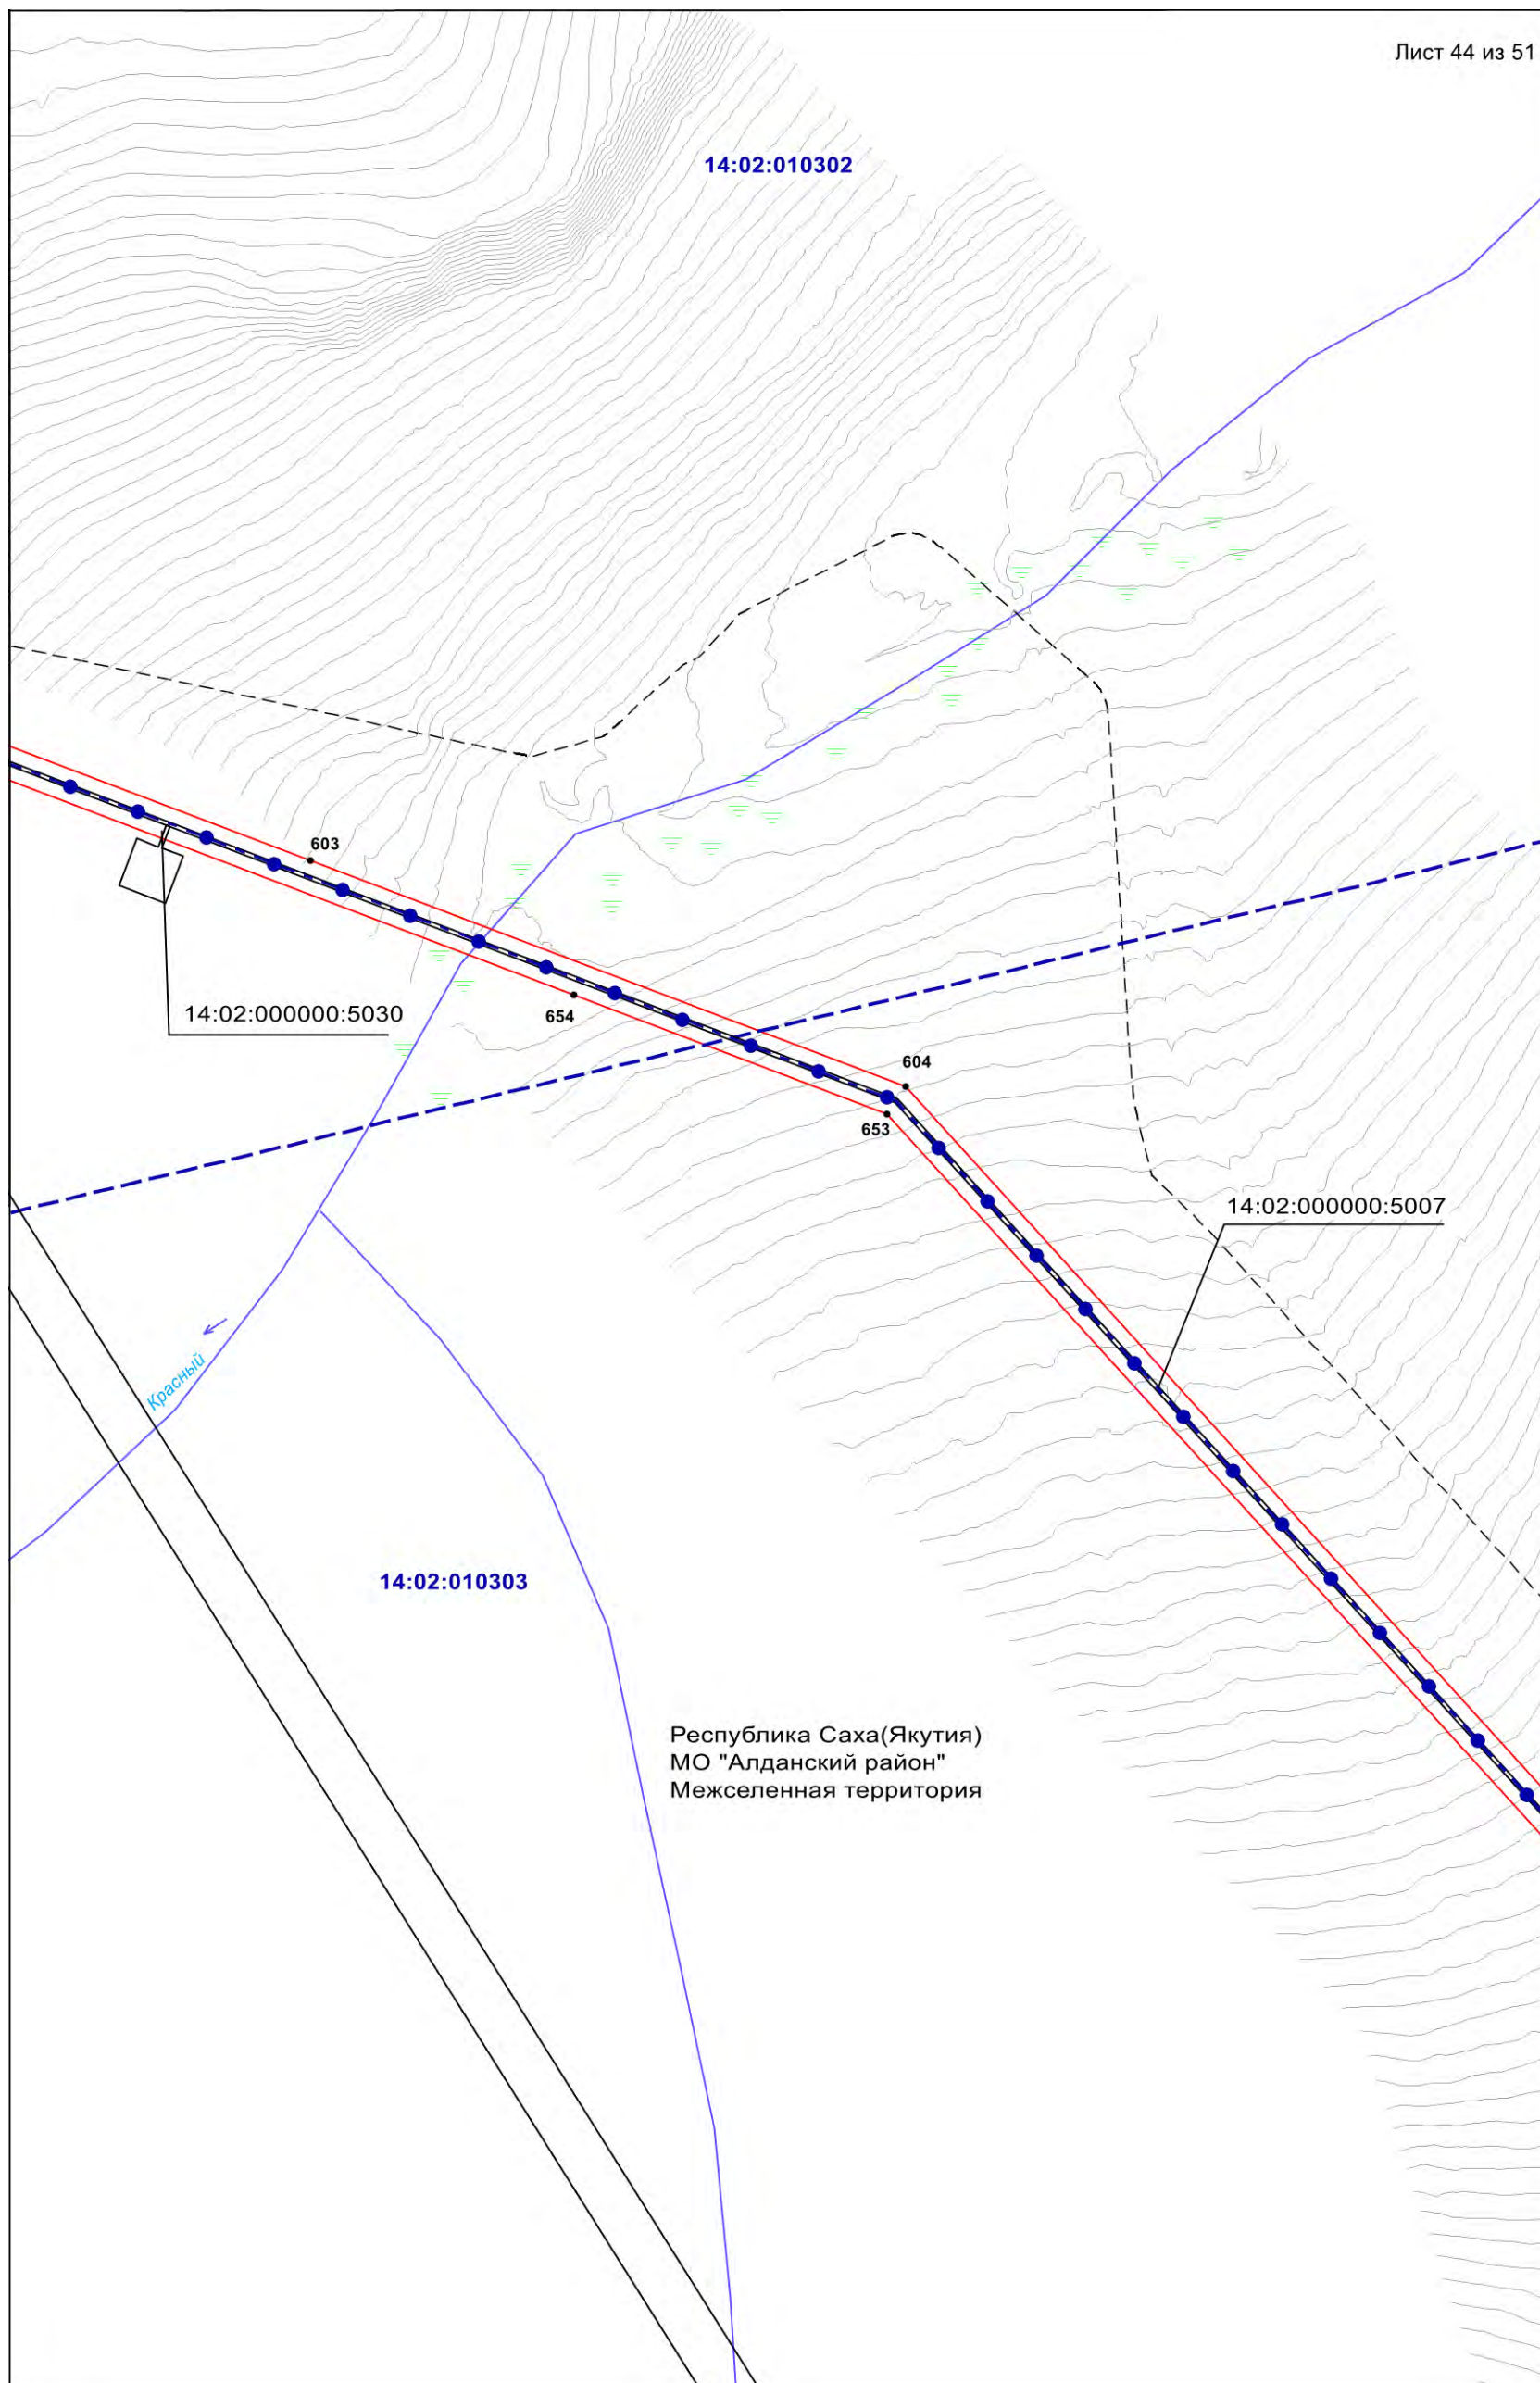 Лист 44 из 51
14:02:010302
603
14:02:000000:5030
654
604
653
14:02:000000:5007
Красный
14:02:010303
Республика Саха(Якутия)
МО "Алданский район"
Межселенная территория